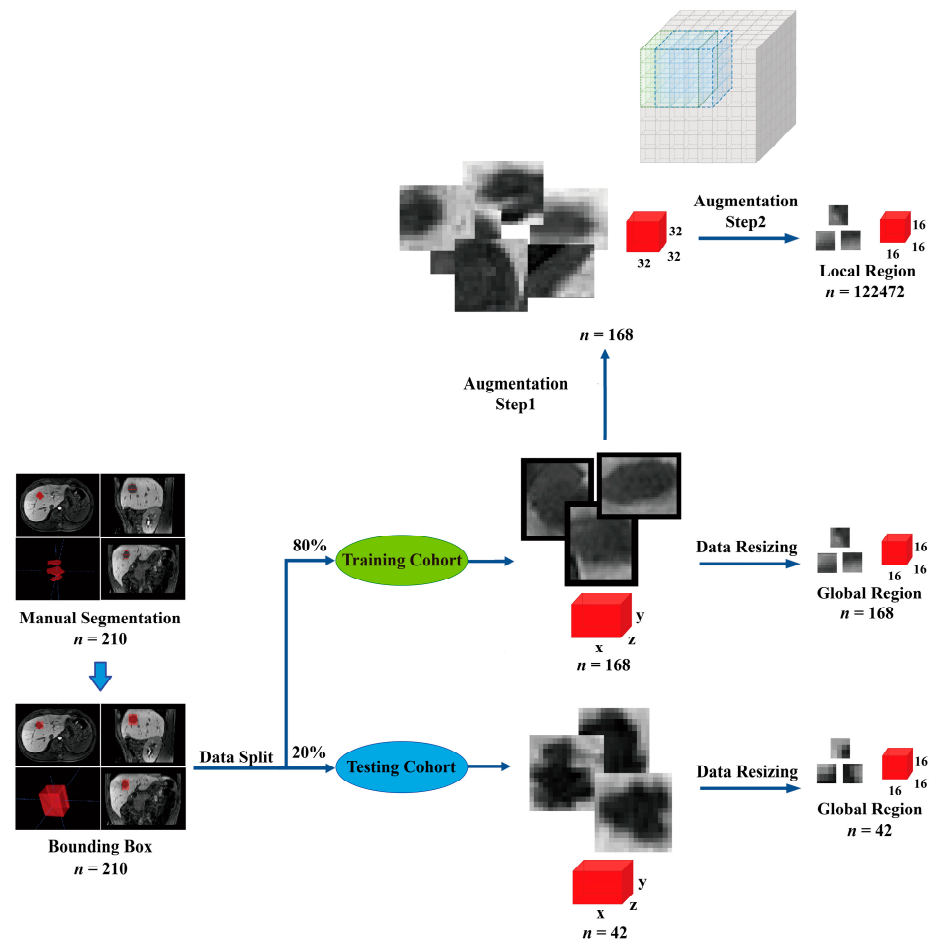 Augmentation
Step2
32
32
32
16
16
16
Local Region
n = 122472
n = 168
Augmentation
Step1
Manual Segmentation
n = 210
80%
Training Cohort
y
z
x
n = 168
Data Resizing
16
16
16
Global Region
n = 168
Data Split
20%
Testing Cohort
Bounding Box
n = 210
y
z
x
n = 42
Data Resizing
16
16
16
Global Region
n = 42